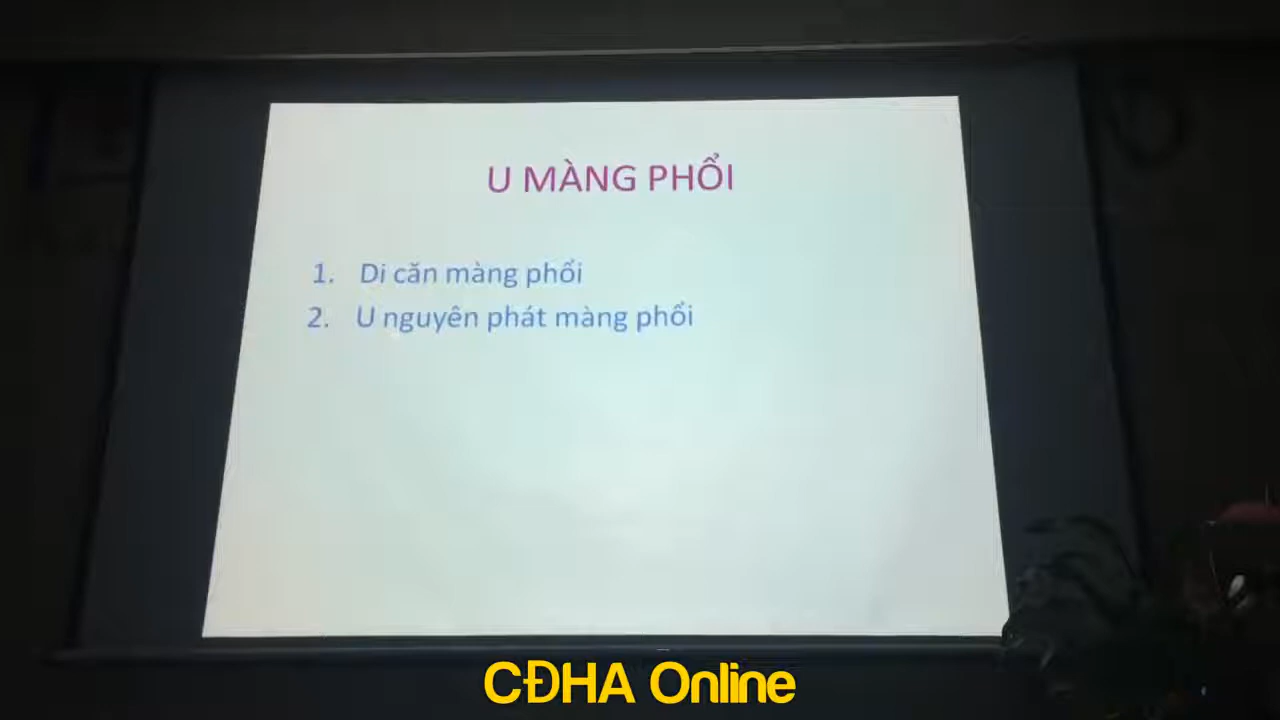 U MÀNG PHỔI
1. Di căn màng phổi
2. U nguyên phát màng phổi
CĐHA Online